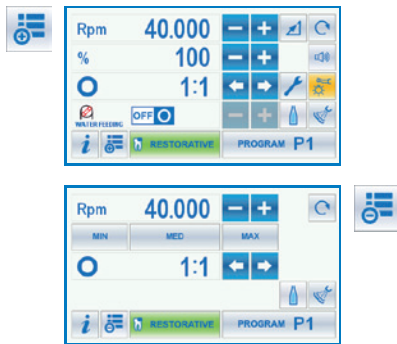 Rpm 40.000 − +
% 100 − +
1:1
WATER FEEDING OFF − +
i RESTORATIVE PROGRAM P1
Rpm 40.000 − +
MIN MED MAX
1:1
i RESTORATIVE PROGRAM P1